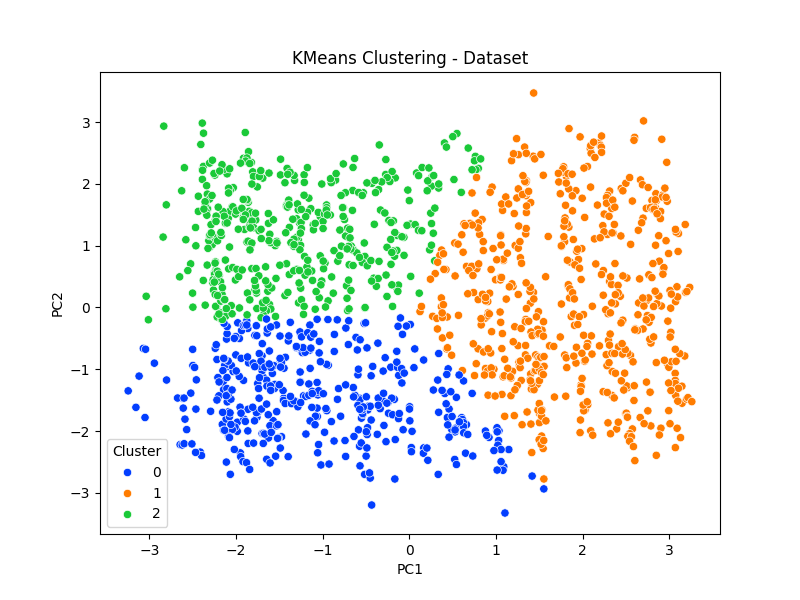 KMeans Clustering - Dataset
PC2
3
2
1
0
−1
−2
−3
Cluster
0
1
2
−3 −2 −1 0 1 2 3
PC1